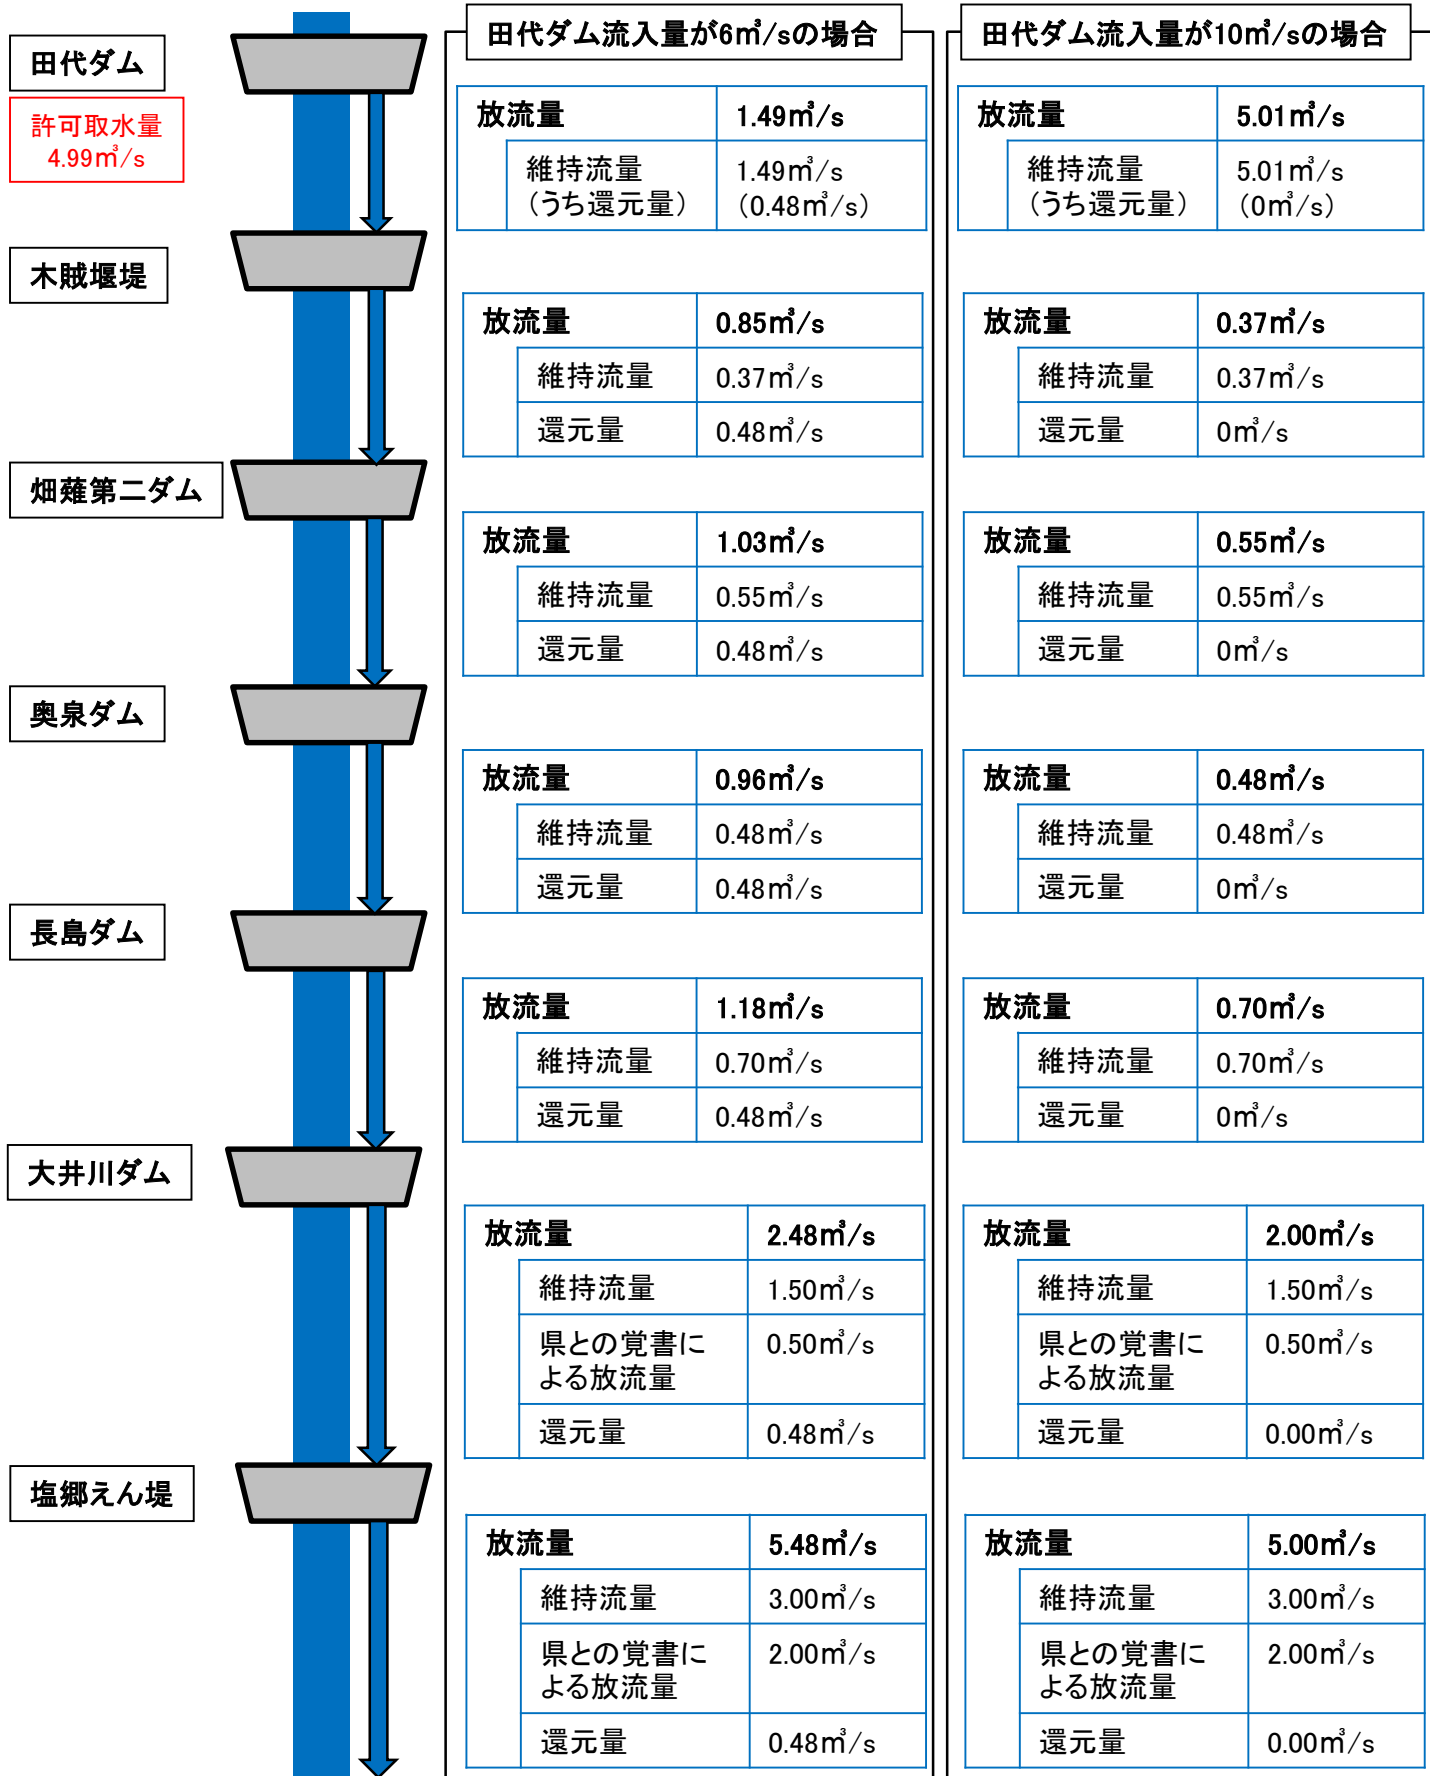 田代ダム
許可取水量
4.99㎥/s
木賊堰堤
畑薙第二ダム
奥泉ダム
長島ダム
大井川ダム
塩郷えん堤
田代ダム流入量が6㎥/sの場合
放流量 1.49㎥/s
維持流量 1.49㎥/s
(うち還元量) (0.48㎥/s)
放流量 0.85㎥/s
維持流量 0.37㎥/s
還元量 0.48㎥/s
放流量 1.03㎥/s
維持流量 0.55㎥/s
還元量 0.48㎥/s
放流量 0.96㎥/s
維持流量 0.48㎥/s
還元量 0.48㎥/s
放流量 1.18㎥/s
維持流量 0.70㎥/s
還元量 0.48㎥/s
放流量 2.48㎥/s
維持流量 1.50㎥/s
県との覚書に 0.50㎥/s
よる放流量
還元量 0.48㎥/s
放流量 5.48㎥/s
維持流量 3.00㎥/s
県との覚書に 2.00㎥/s
よる放流量
還元量 0.48㎥/s
田代ダム流入量が10㎥/sの場合
放流量 5.01㎥/s
維持流量 5.01㎥/s
(うち還元量) (0㎥/s)
放流量 0.37㎥/s
維持流量 0.37㎥/s
還元量 0㎥/s
放流量 0.55㎥/s
維持流量 0.55㎥/s
還元量 0㎥/s
放流量 0.48㎥/s
維持流量 0.48㎥/s
還元量 0㎥/s
放流量 0.70㎥/s
維持流量 0.70㎥/s
還元量 0㎥/s
放流量 2.00㎥/s
維持流量 1.50㎥/s
県との覚書に 0.50㎥/s
よる放流量
還元量 0.00㎥/s
放流量 5.00㎥/s
維持流量 3.00㎥/s
県との覚書に 2.00㎥/s
よる放流量
還元量 0.00㎥/s